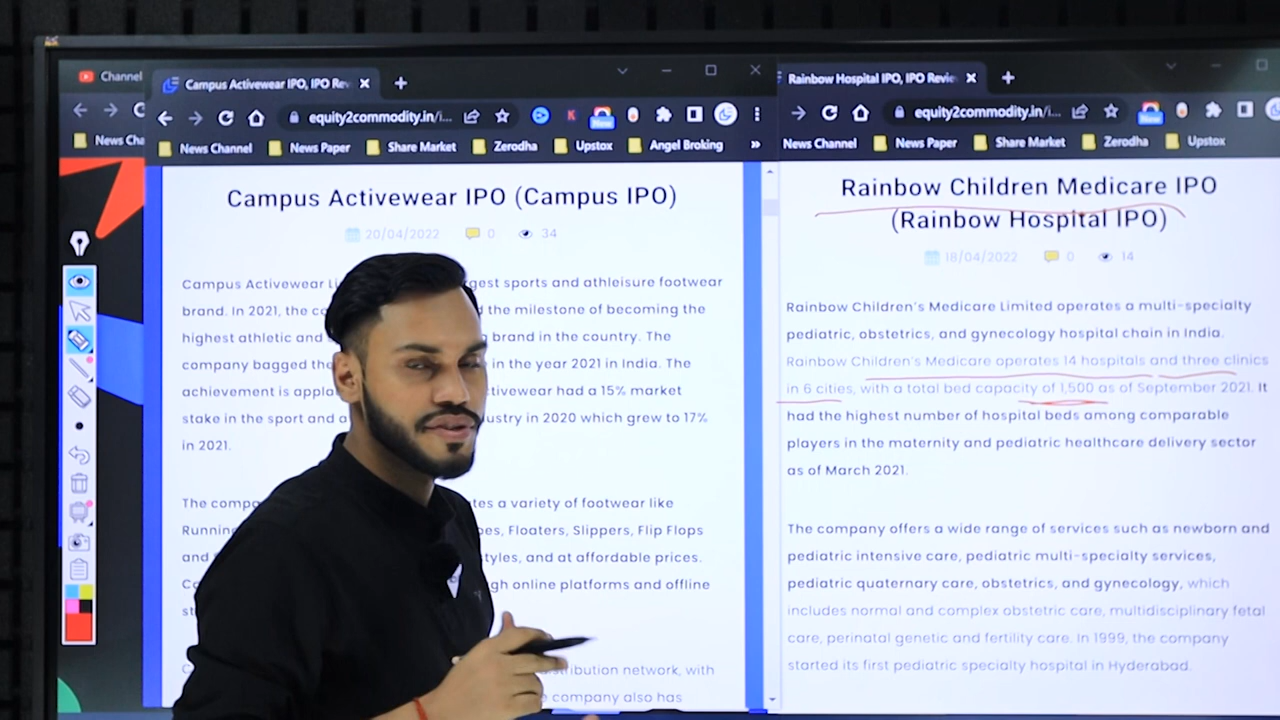 Channel
Campus Activewear IPO, IPO Rev
equity2commodity.in/i...
New
News Cha
News Channel
News Paper
Share Market
Zerodha
Upstox
Angel Broking
»
Campus Activewear IPO (Campus IPO)
20/04/2022 0 34
Campus Activewear Li gest sports and athleisure footwear
brand. In 2021, the co d the milestone of becoming the
highest athletic and brand in the country. The
company bagged the in the year 2021 in India. The
achievement is appla tivewear had a 15% market
stake in the sport and a ustry in 2020 which grew to 17%
in 2021.
The compa tes a variety of footwear like
Running oes, Floaters, Slippers, Flip Flops
and tyles, and at affordable prices.
Ca gh online platforms and offline
st
C stribution network, with
e company also has
Rainbow Hospital IPO, IPO Revie
equity2commodity.in/i...
New
News Channel
News Paper
Share Market
Zerodha
Upstox
Rainbow Children Medicare IPO
(Rainbow Hospital IPO)
18/04/2022 0 14
Rainbow Children's Medicare Limited operates a multi-specialty
pediatric, obstetrics, and gynecology hospital chain in India.
Rainbow Children's Medicare operates 14 hospitals and three clinics
in 6 cities, with a total bed capacity of 1,500 as of September 2021. It
had the highest number of hospital beds among comparable
players in the maternity and pediatric healthcare delivery sector
as of March 2021.
The company offers a wide range of services such as newborn and
pediatric intensive care, pediatric multi-specialty services,
pediatric quaternary care, obstetrics, and gynecology, which
includes normal and complex obstetric care, multidisciplinary fetal
care, perinatal genetic and fertility care. In 1999, the company
started its first pediatric specialty hospital in Hyderabad.